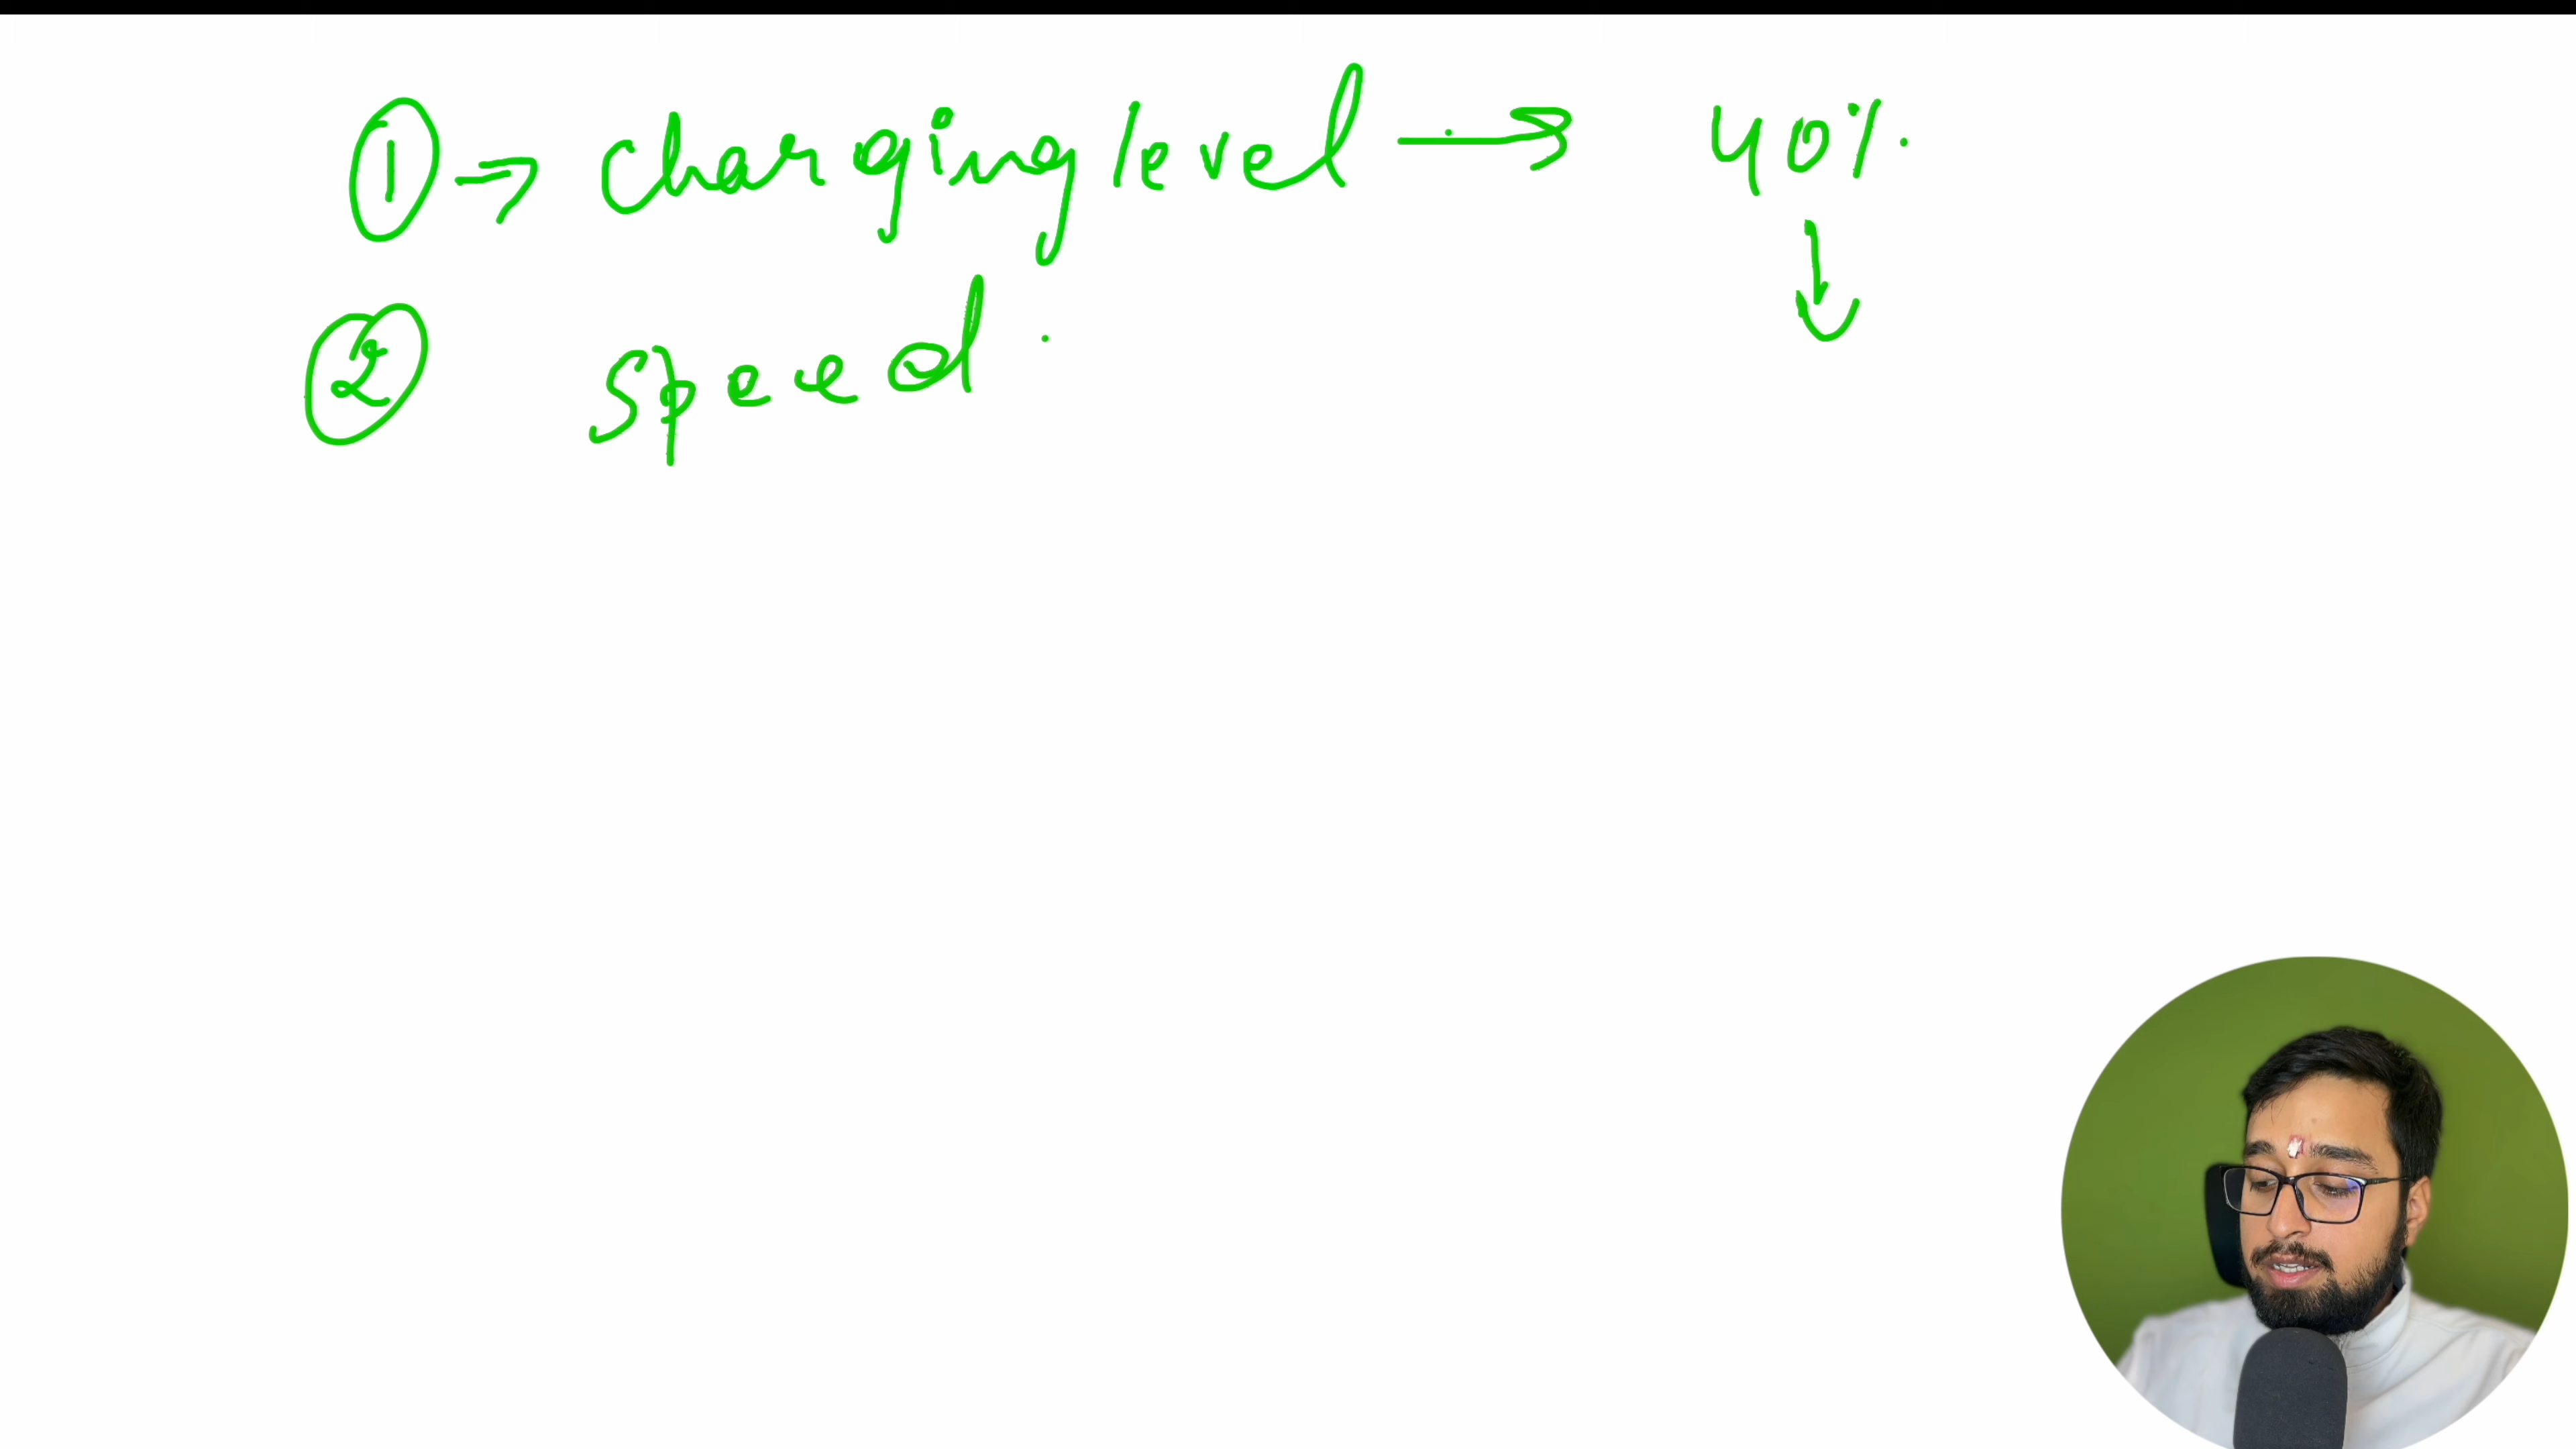 ① ⇒ Charging level → 40%.
↓
② Speed